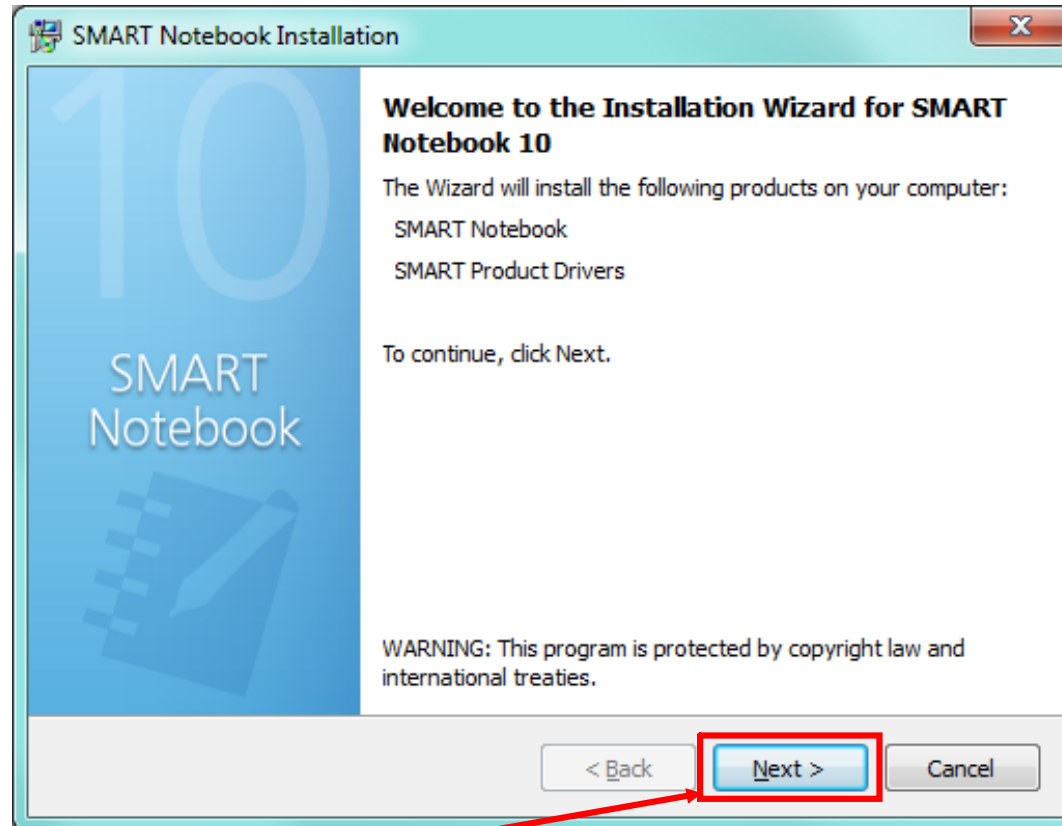 SMART Notebook Installation
10
SMART
Notebook
Welcome to the Installation Wizard for SMART
Notebook 10
The Wizard will install the following products on your computer:
SMART Notebook
SMART Product Drivers
To continue, click Next.
WARNING: This program is protected by copyright law and
international treaties.
< Back
Next >
Cancel